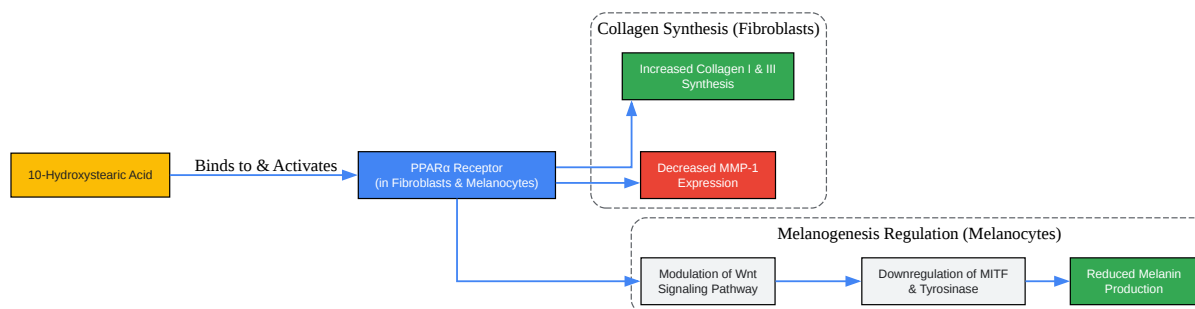 Collagen Synthesis (Fibroblasts)
Increased Collagen I & III
Synthesis
10-Hydroxystearic Acid
Binds to & Activates
PPARα Receptor
(in Fibroblasts & Melanocytes)
Decreased MMP-1
Expression
Melanogenesis Regulation (Melanocytes)
Modulation of Wnt
Signaling Pathway
Downregulation of MITF
& Tyrosinase
Reduced Melanin
Production